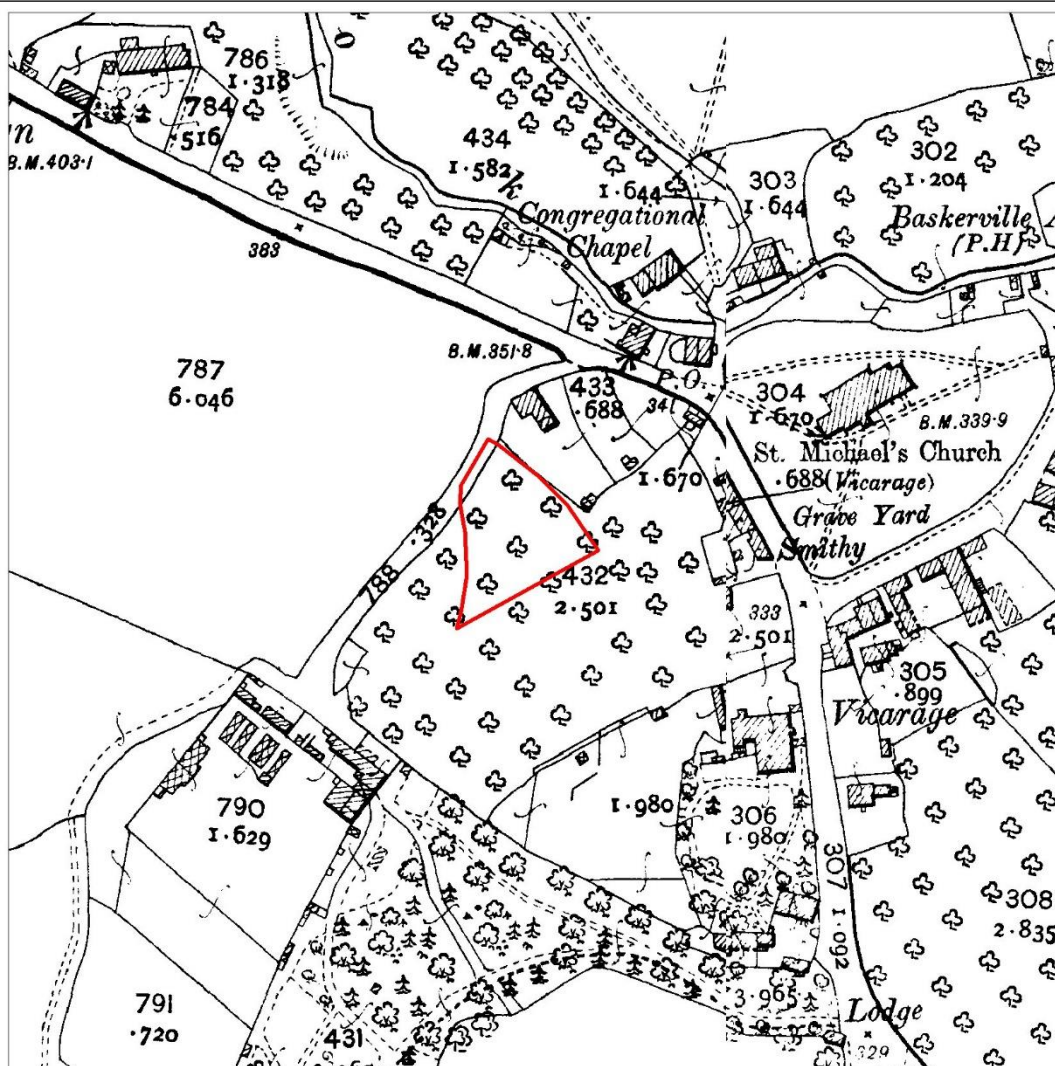 786
1.318
784
.516
B.M.403.1
383
434
1.582
k
1.644
303
1.644
302
1.204
Congregational
Chapel
Baskerville
(P.H)
787
6.046
B.M.351.8
433
.688
P.O
341
304
1.670
B.M.339.9
St. Michael's Church
.688 (Vicarage)
1.670
Grave Yard
Smithy
788
.328
432
2.501
333
2.501
305
.899
Vicarage
790
1.629
1.980
306
1.980
307
1.092
308
2.835
791
.720
431
3.965
Lodge
329